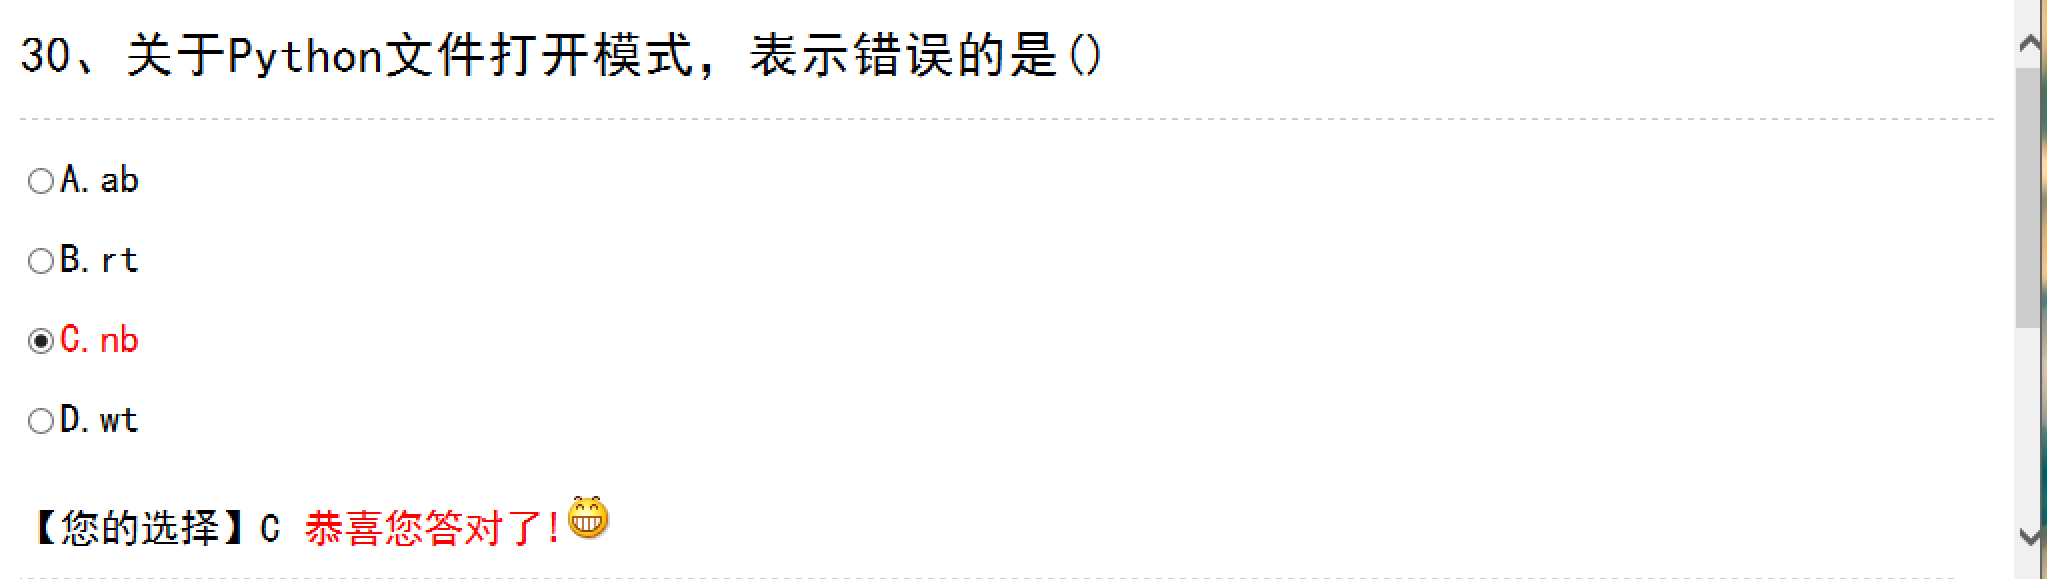 30、关于Python文件打开模式，表示错误的是()
A. ab
B. rt
C. nb
D. wt
【您的选择】C 恭喜您答对了!